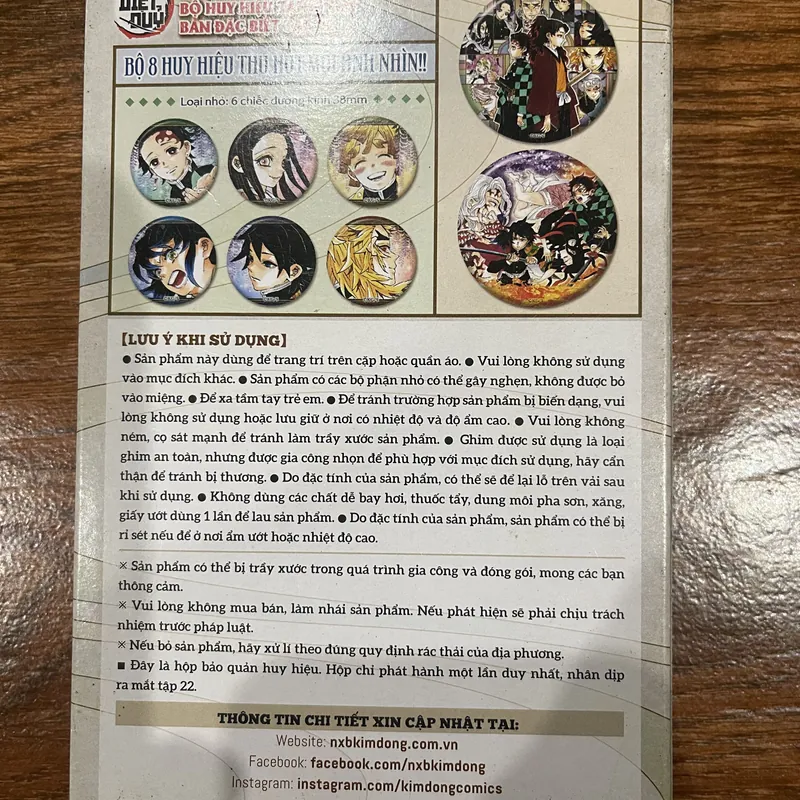 DIỆT QUỶ
BỘ HUY HIỆU
BẢN ĐẶC BIỆT
BỘ 8 HUY HIỆU THU HÚT MỌI ÁNH NHÌN!!
Loại nhỏ: 6 chiếc đường kính 38mm
【LƯU Ý KHI SỬ DỤNG】
● Sản phẩm này dùng để trang trí trên cặp hoặc quần áo. ● Vui lòng không sử dụng
vào mục đích khác. ● Sản phẩm có các bộ phận nhỏ có thể gây nghẹn, không được bỏ
vào miệng. ● Để xa tầm tay trẻ em. ● Để tránh trường hợp sản phẩm bị biến dạng, vui
lòng không sử dụng hoặc lưu giữ ở nơi có nhiệt độ và độ ẩm cao. ● Vui lòng không
ném, cọ sát mạnh để tránh làm trầy xước sản phẩm. ● Ghim được sử dụng là loại
ghim an toàn, nhưng được gia công nhọn để phù hợp với mục đích sử dụng, hãy cẩn
thận để tránh bị thương. ● Do đặc tính của sản phẩm, có thể sẽ để lại lỗ trên vải sau
khi sử dụng. ● Không dùng các chất dễ bay hơi, thuốc tẩy, dung môi pha sơn, xăng,
giấy ướt dùng 1 lần để lau sản phẩm. ● Do đặc tính của sản phẩm, sản phẩm có thể bị
rỉ sét nếu để ở nơi ẩm ướt hoặc nhiệt độ cao.
※ Sản phẩm có thể bị trầy xước trong quá trình gia công và đóng gói, mong các bạn
thông cảm.
※ Vui lòng không mua bán, làm nhái sản phẩm. Nếu phát hiện sẽ phải chịu trách
nhiệm trước pháp luật.
※ Nếu bỏ sản phẩm, hãy xử lí theo đúng quy định rác thải của địa phương.
■ Đây là hộp bảo quản huy hiệu. Hộp chỉ phát hành một lần duy nhất, nhân dịp
ra mắt tập 22.
THÔNG TIN CHI TIẾT XIN CẬP NHẬT TẠI:
Website: nxbkimdong.com.vn
Facebook: facebook.com/nxbkimdong
Instagram: instagram.com/kimdongcomics